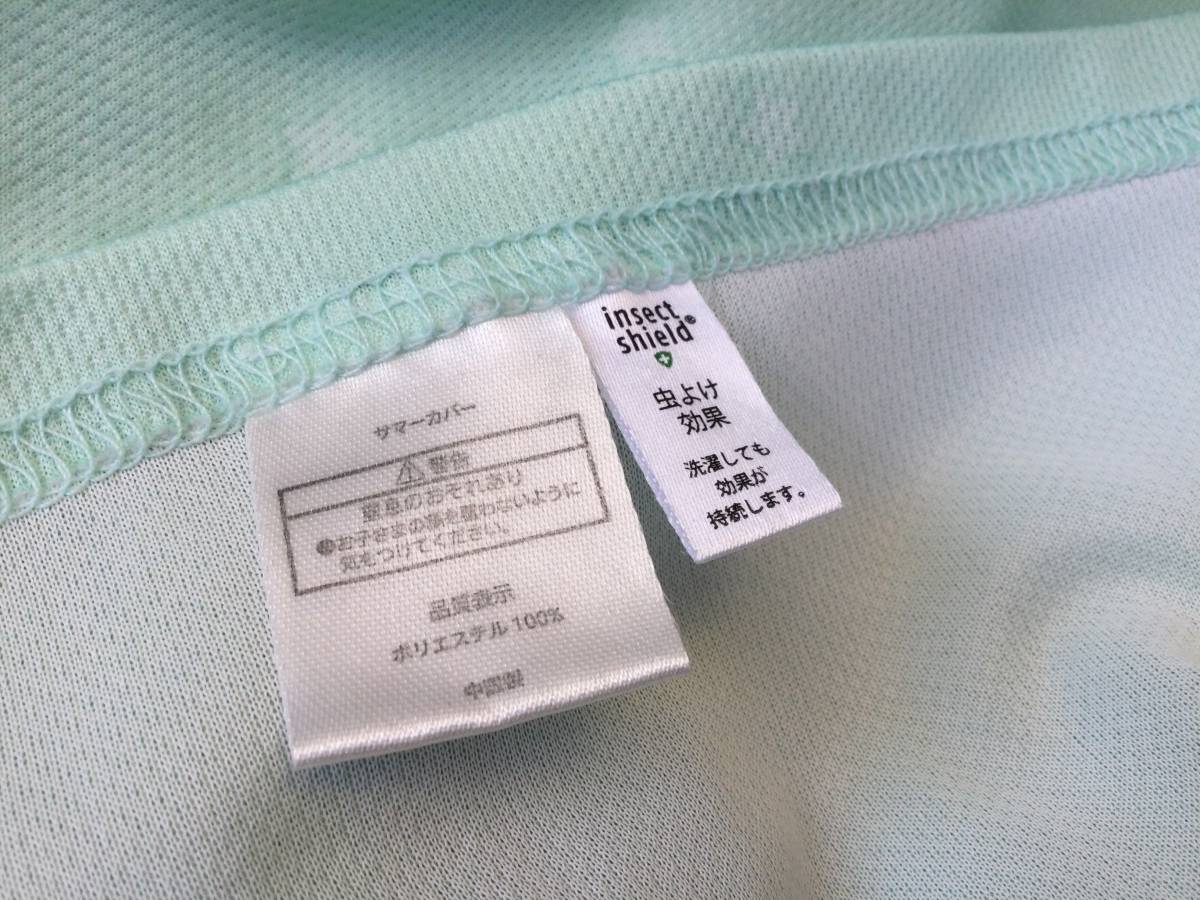 サマーカバー
⚠警告
窒息のおそれあり
❗お子さまの鼻を覆わないように
気をつけてください。
品質表示
ポリエステル100%
中国製
insect
shield®
虫よけ
効果
洗濯しても
効果が
持続します。